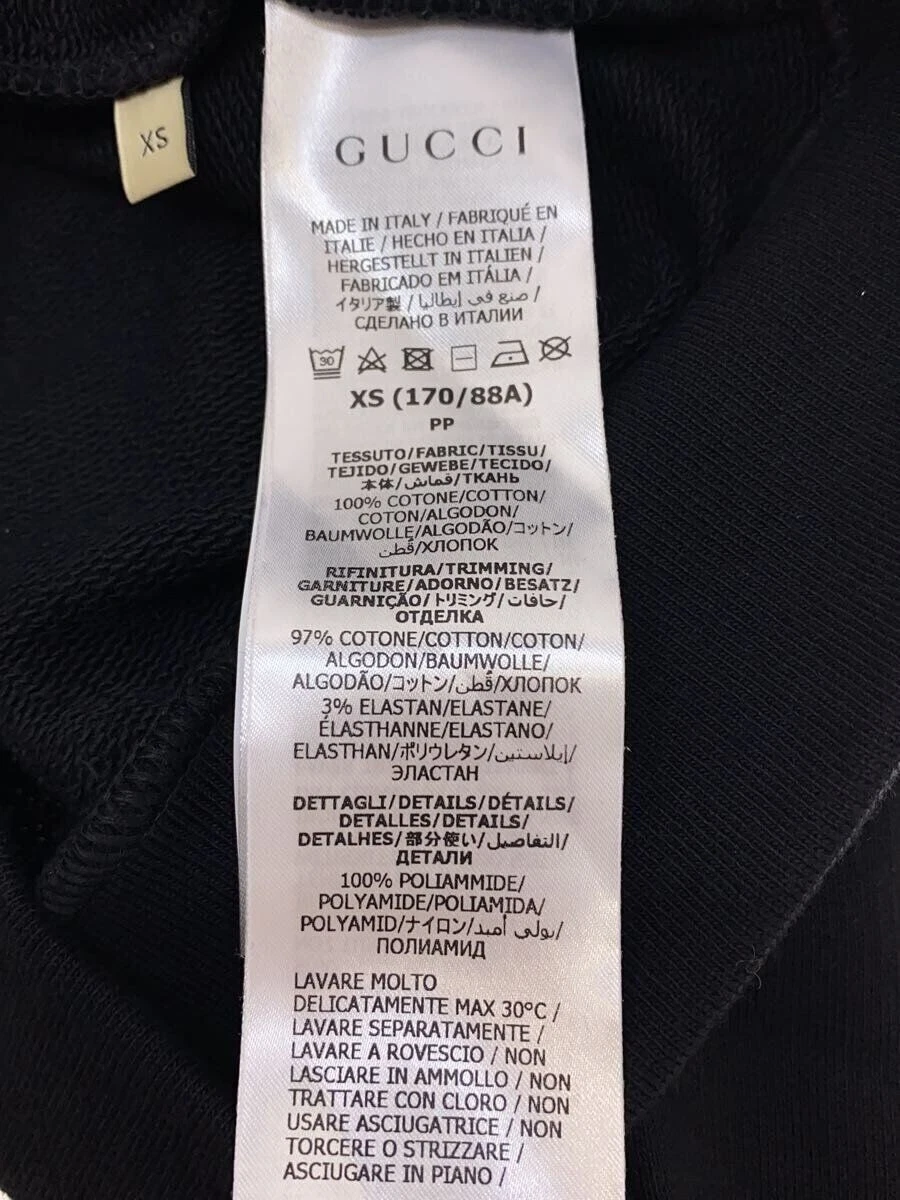 XS
GUCCI
MADE IN ITALY / FABRIQUÉ EN
ITALIE / HECHO EN ITALIA /
HERGESTELLT IN ITALIEN /
FABRICADO EM ITÁLIA /
イタリア製 / صنع في إيطاليا /
СДЕЛАНО В ИТАЛИИ
30
XS (170/88A)
PP
TESSUTO/FABRIC/TISSU/
TEJIDO/GEWEBE/TECIDO/
本体/قماش/ТКАНЬ
100% COTONE/COTTON/
COTON/ALGODON/
BAUMWOLLE/ALGODÃO/コットン/
قُطن/ХЛОПОК
RIFINITURA/TRIMMING/
GARNITURE/ADORNO/BESATZ/
GUARNIÇÃO/トリミング/حافات/
ОТДЕЛКА
97% COTONE/COTTON/COTON/
ALGODON/BAUMWOLLE/
ALGODÃO/コットン/قُطن/ХЛОПОК
3% ELASTAN/ELASTANE/
ÉLASTHANNE/ELASTANO/
ELASTHAN/ポリウレタン/إيلاستين/
ЭЛАСТАН
DETTAGLI/DETAILS/DÉTAILS/
DETALLES/DETAILS/
DETALHES/部分使い/التفاصيل/
ДЕТАЛИ
100% POLIAMMIDE/
POLYAMIDE/POLIAMIDA/
POLYAMID/ナイロン/بولي أميد/
ПОЛИАМИД
LAVARE MOLTO
DELICATAMENTE MAX 30°C /
LAVARE SEPARATAMENTE /
LAVARE A ROVESCIO / NON
LASCIARE IN AMMOLLO / NON
TRATTARE CON CLORO / NON
USARE ASCIUGATRICE / NON
TORCERE O STRIZZARE /
ASCIUGARE IN PIANO /